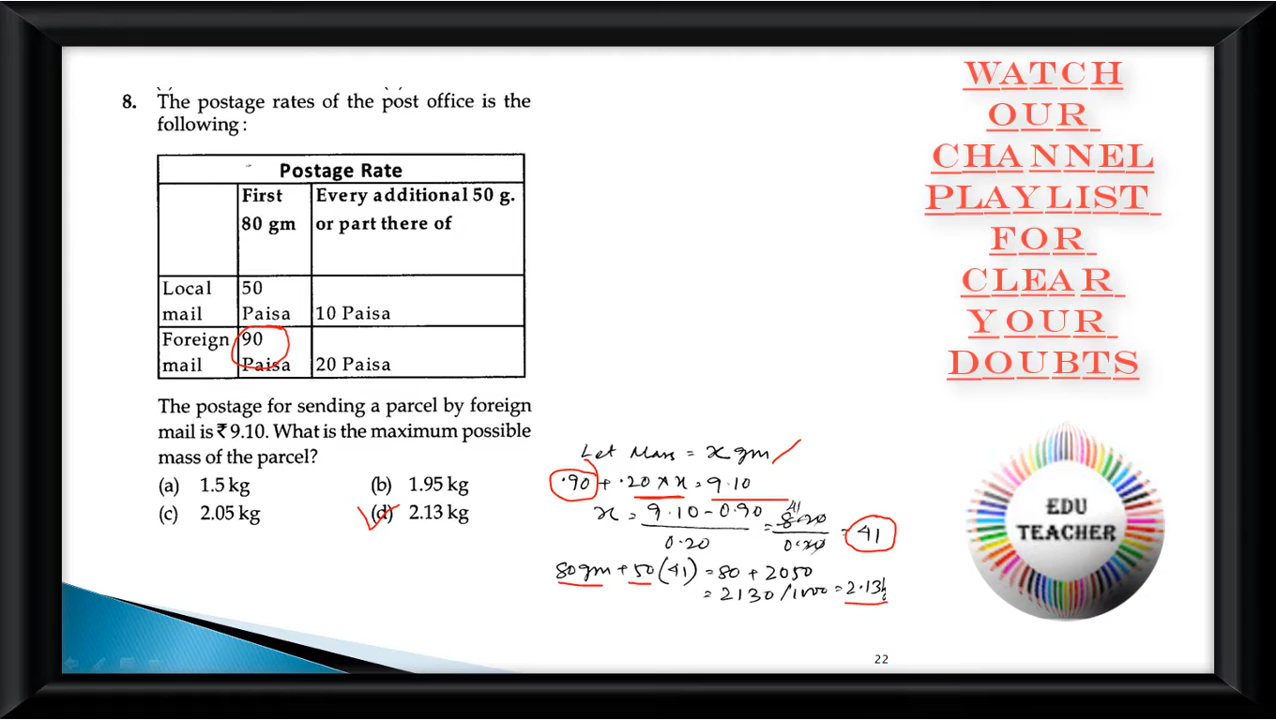 8. The postage rates of the post office is the
following :
Postage Rate
First
80 gm
Every additional 50 g.
or part there of
Local
mail
50
Paisa
10 Paisa
Foreign
mail
90
Paisa
20 Paisa
The postage for sending a parcel by foreign
mail is ₹ 9.10. What is the maximum possible
mass of the parcel?
(a) 1.5 kg (b) 1.95 kg
(c) 2.05 kg (d) 2.13 kg
Let Mass = x gm
.90 + .20 × x = 9.10
x = 9.10 - 0.90 / 0.20 = 8.20 / 0.20 = 41
41
80gm + 50(41) = 80 + 2050
= 2130/1000 = 2.13
WATCH
OUR
CHANNEL
PLAYLIST
FOR
CLEAR
YOUR
DOUBTS
EDU
TEACHER
22